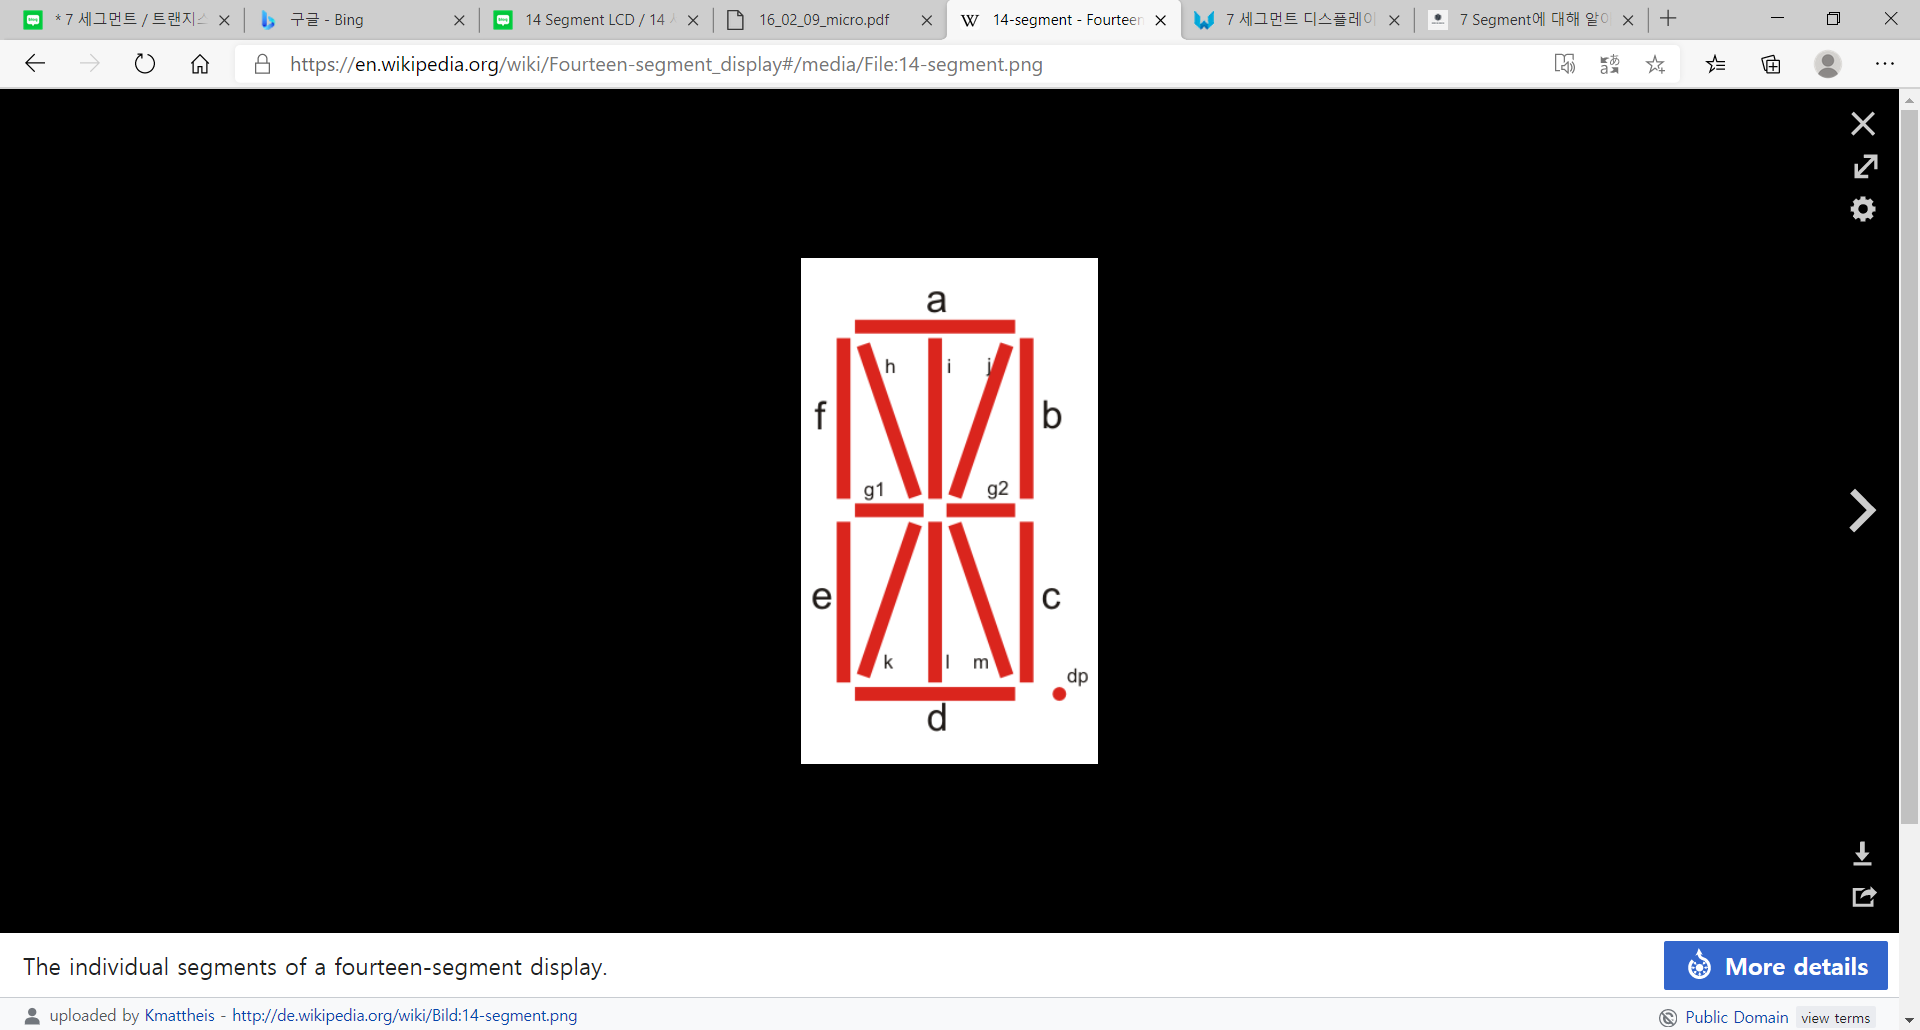 * 7 세그먼트 / 트랜지스
구글 - Bing
14 Segment LCD / 14
16_02_09_micro.pdf
14-segment - Fourteen
7 세그먼트 디스플레이
7 Segment에 대해 알아
https://en.wikipedia.org/wiki/Fourteen-segment_display#/media/File:14-segment.png
a
h i j
f b
g1 g2
e c
k l m
dp
d
The individual segments of a fourteen-segment display.
More details
uploaded by Kmattheis - http://de.wikipedia.org/wiki/Bild:14-segment.png
Public Domain view terms